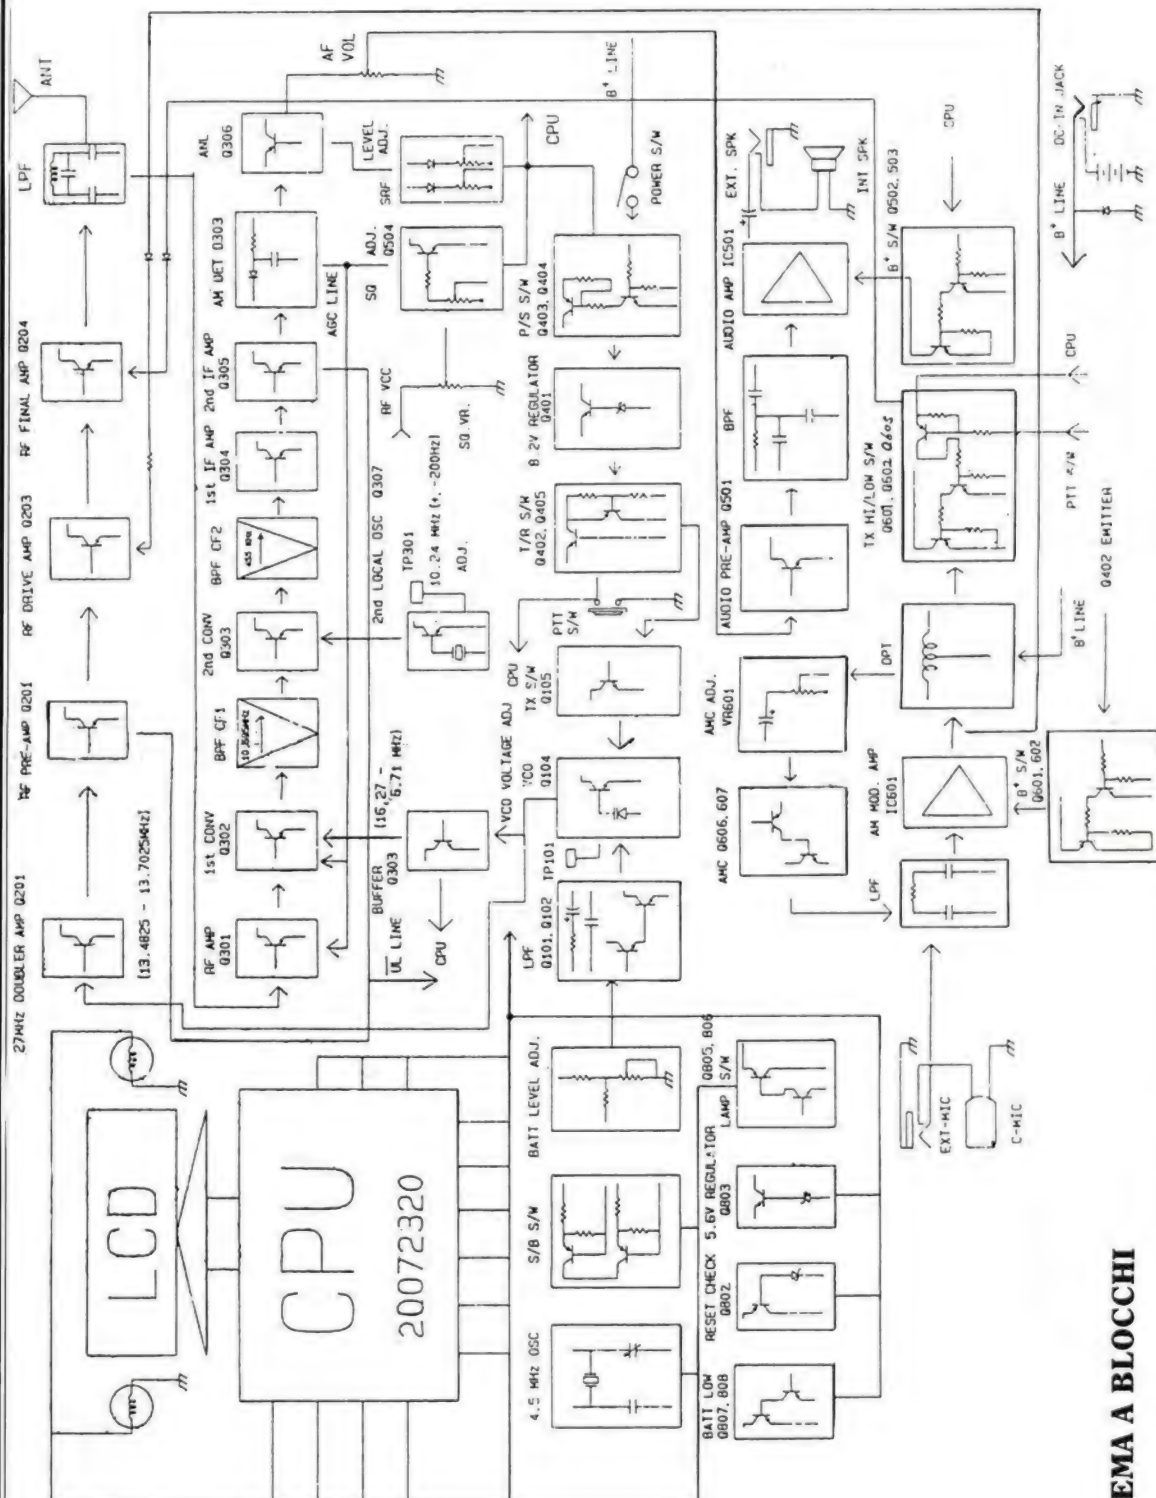 27MHz DOUBLER AMP Q201
RF PRE-AMP Q201
RF DRIVE AMP Q203
RF FINAL AMP Q204
LPF
ANT
(13.4825 - 13.7025MHz)
RF AMP
Q301
1st CONV
Q302
BPF CF1
2nd CONV
Q303
BPF CF2
455 KHz
1st IF AMP
Q304
2nd IF AMP
Q305
AM DET D303
ANL
Q306
AF
VOL
AGC LINE
LEVEL
ADJ.
SRF
SQ
ADJ.
Q504
CPU
B+ LINE
POWER S/W
BUFFER
Q303
UL LINE
CPU
2nd LOCAL OSC Q307
TP301
10.24 MHz (+,-200Hz)
ADJ.
RF VCC
SQ.VR.
VCO VOLTAGE ADJ
CPU
LCD
CPU
20072320
LPF
Q101, Q102
TP101
VCO
Q104
TX S/W
Q105
PTT
S/W
T/R S/W
Q402, Q405
8.2V REGULATOR
Q401
P/S S/W
Q403, Q404
4.5 MHz OSC
S/B S/W
BATT LEVEL ADJ.
BATT LOW
Q807, 808
RESET CHECK
Q802
5.6V REGULATOR
Q803
LAMP S/W
Q805, 806
AMC Q606, 607
AMC ADJ.
VR601
AUDIO PRE-AMP Q501
BPF
AUDIO AMP IC501
EXT. SPK
INT SPK
LPF
AM MOD. AMP
IC601
OPT
TX HI/LOW S/W
Q601, Q602 Q605
B+ S/W Q502, 503
CPU
EXT-MIC
C-MIC
B+ S/W
Q601, 602
B+ LINE
Q402 EMITTER
PTT S/W
CPU
B+ LINE
DC-IN JACK
EMA A BLOCCHI